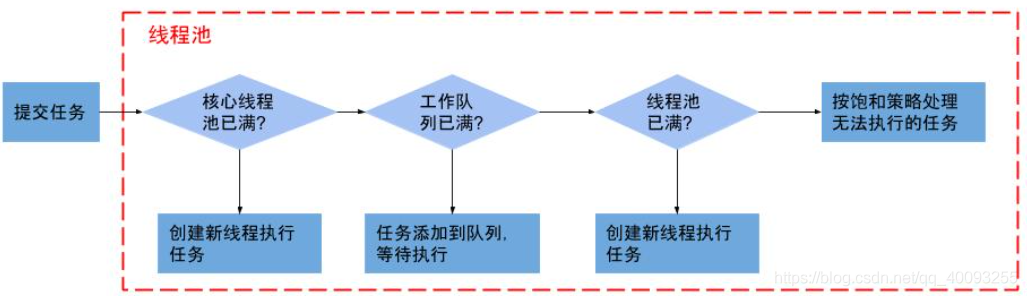 线程池
提交任务
核心线程
池已满?
工作队
列已满?
线程池
已满?
按饱和策略处理
无法执行的任务
创建新线程执行
任务
任务添加到队列,
等待执行
创建新线程执行
任务
https://blog.csdn.net/qq_40093255